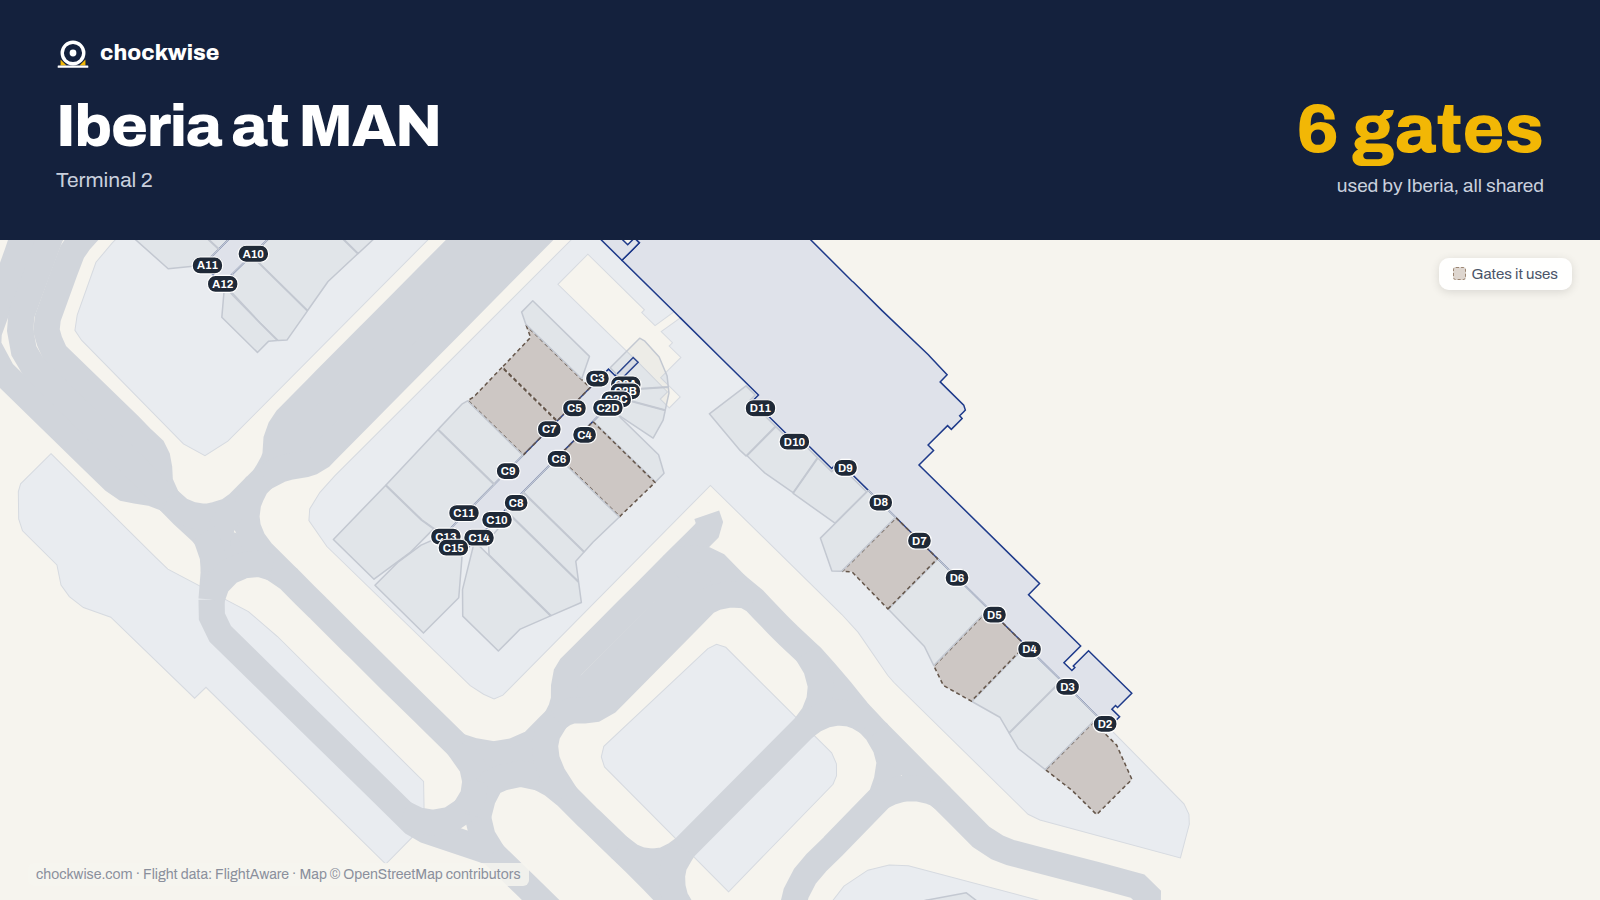 chockwise
Iberia at MAN
Terminal 2
6 gates
used by Iberia, all shared
Gates it uses
A10
A11
A12
C3
C2B
C5
C2D
C7
C4
C6
C9
C8
C11
C10
C13
C14
C15
D11
D10
D9
D8
D7
D6
D5
D4
D3
D2
chockwise.com · Flight data: FlightAware · Map © OpenStreetMap contributors